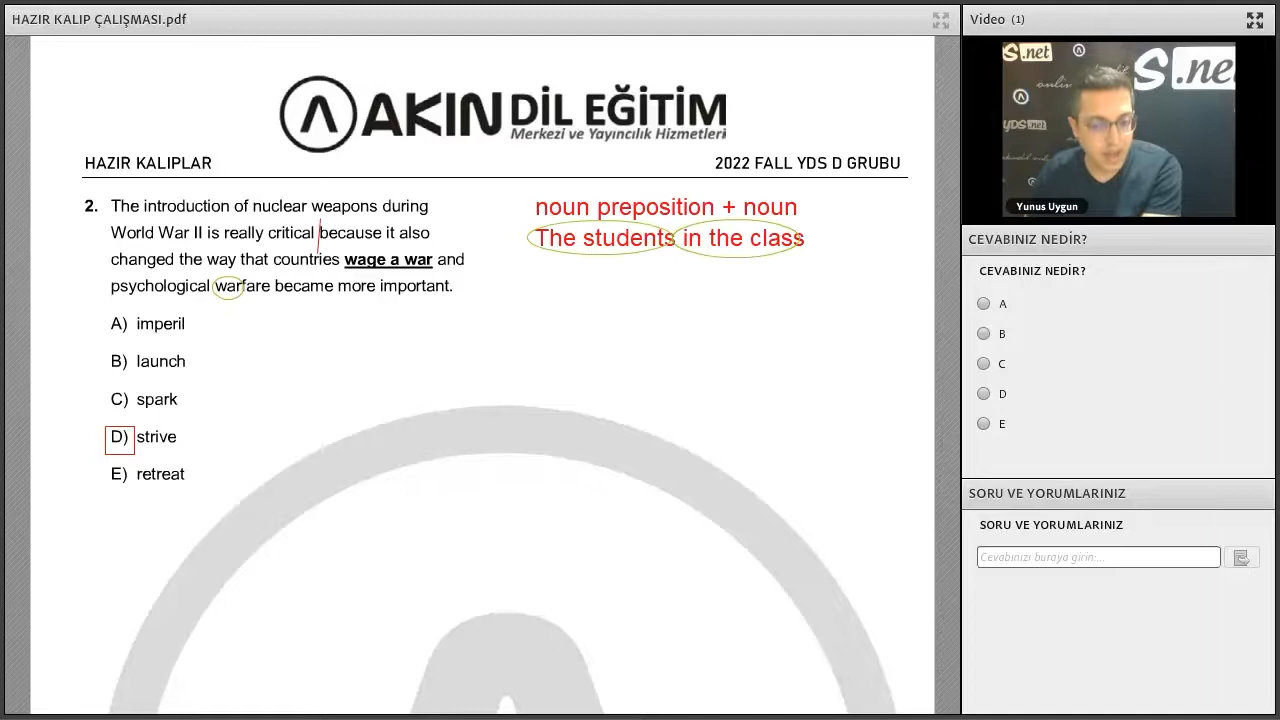 HAZIR KALIP ÇALIŞMASI.pdf
Video (1)
AKIN DİL EĞİTİM
Merkezi ve Yayıncılık Hizmetleri
HAZIR KALIPLAR
2022 FALL YDS D GRUBU
2. The introduction of nuclear weapons during
World War II is really critical because it also
changed the way that countries wage a war and
psychological warfare became more important.
A) imperil
B) launch
C) spark
D) strive
E) retreat
noun preposition + noun
The students in the class
S.net
S.net
onlin
YDS.net
Yunus Uygun
CEVABINIZ NEDİR?
CEVABINIZ NEDİR?
A
B
C
D
E
SORU VE YORUMLARINIZ
SORU VE YORUMLARINIZ
Cevabınızı buraya girin:...